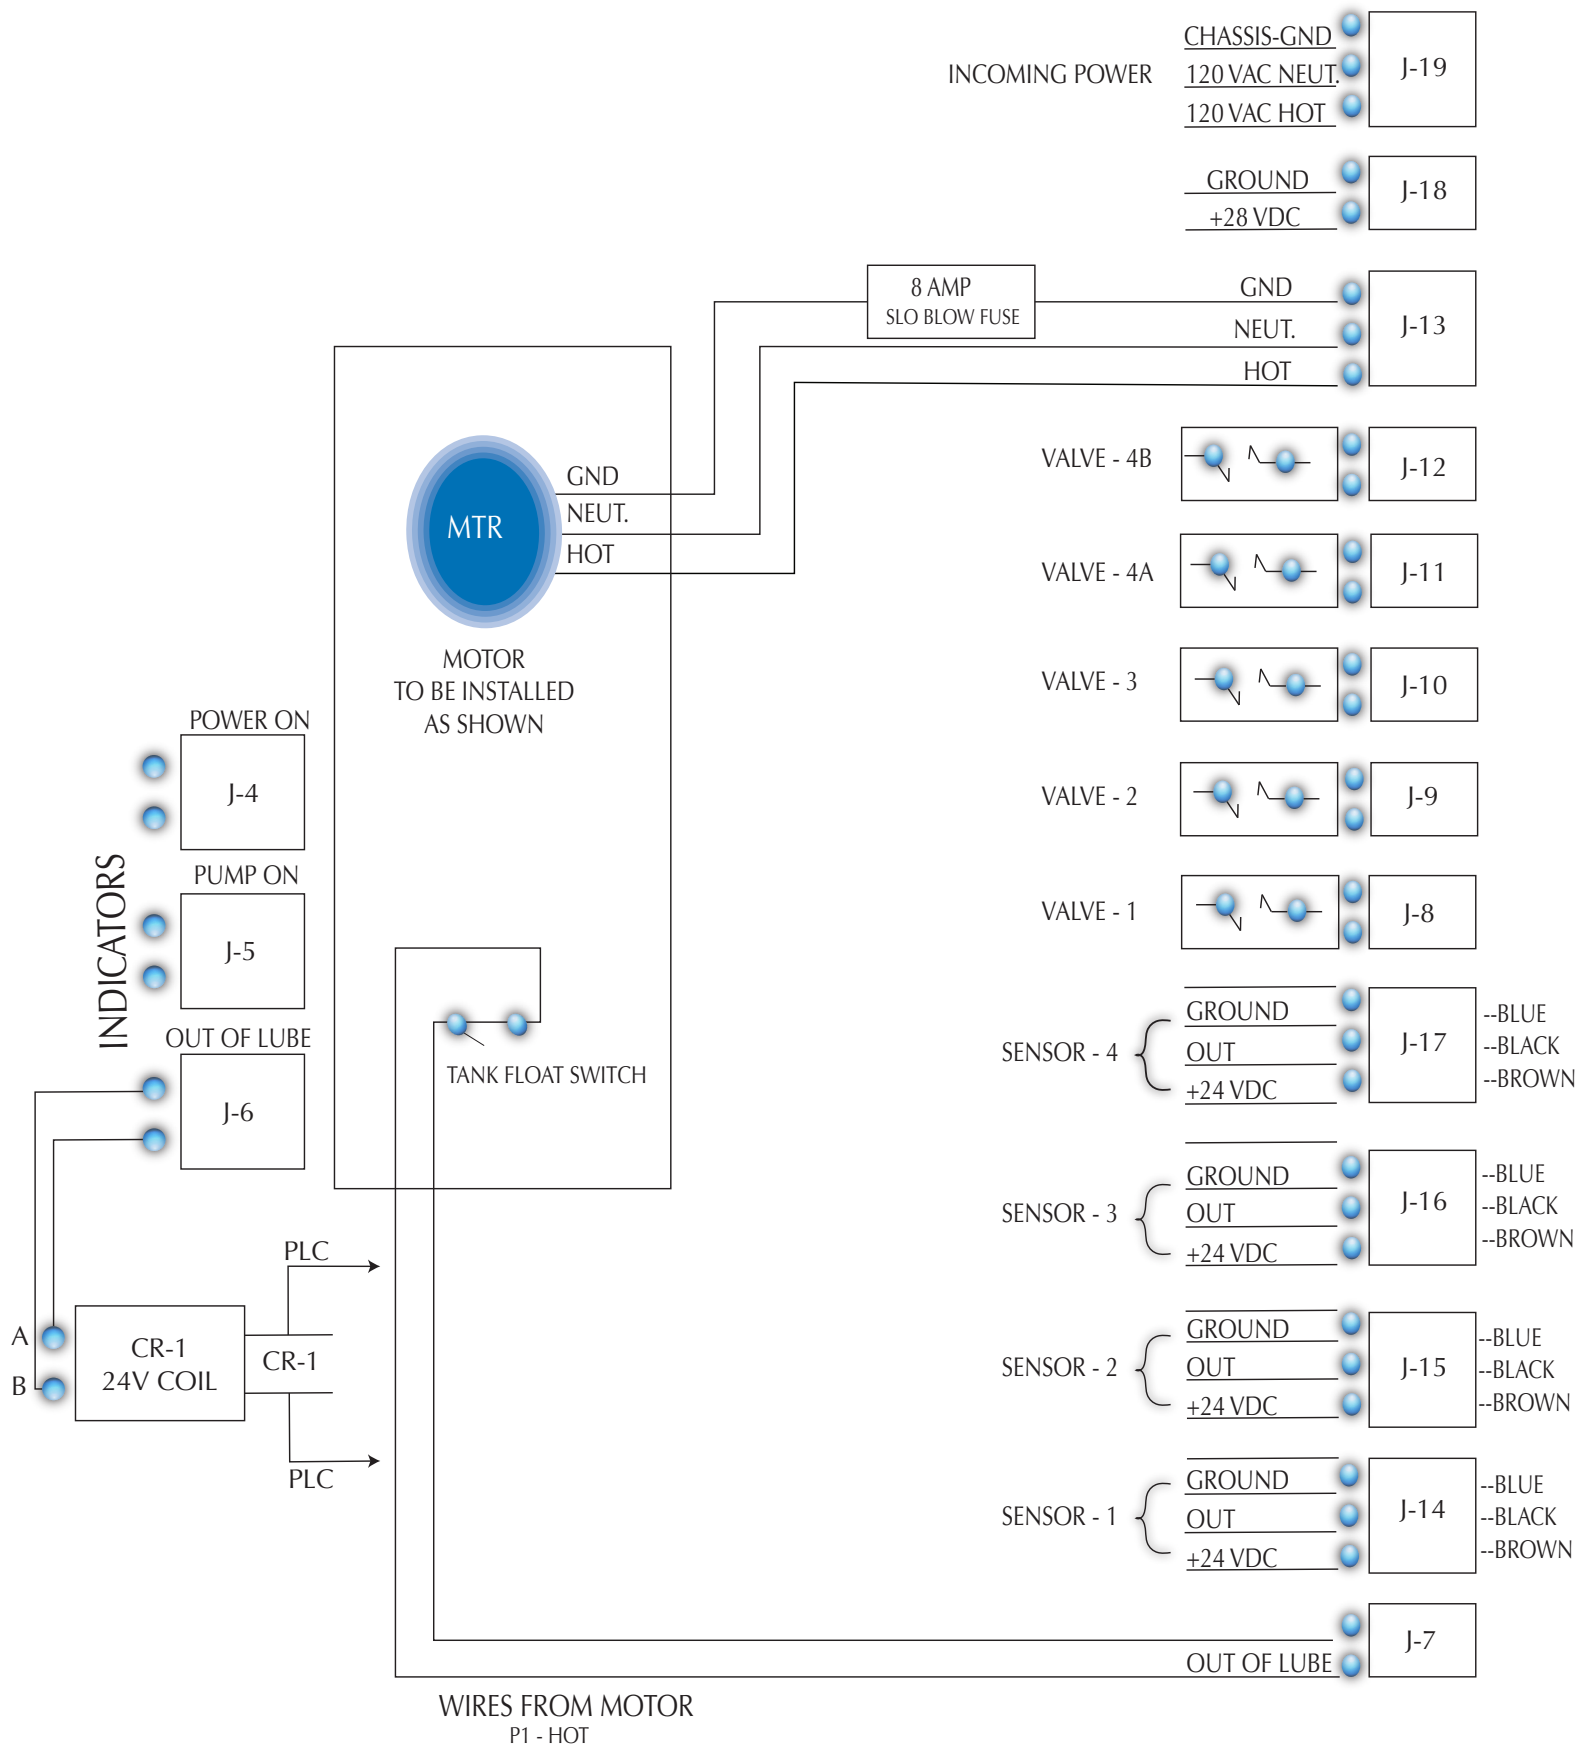 CHASSIS-GND
INCOMING POWER
120 VAC NEUT.
120 VAC HOT
J-19
GROUND
+28 VDC
J-18
8 AMP
SLO BLOW FUSE
GND
NEUT.
HOT
J-13
MTR
GND
NEUT.
HOT
MOTOR
TO BE INSTALLED
AS SHOWN
VALVE - 4B
J-12
VALVE - 4A
J-11
VALVE - 3
J-10
VALVE - 2
J-9
VALVE - 1
J-8
INDICATORS
POWER ON
J-4
PUMP ON
J-5
OUT OF LUBE
J-6
TANK FLOAT SWITCH
SENSOR - 4
GROUND
OUT
+24 VDC
J-17
--BLUE
--BLACK
--BROWN
SENSOR - 3
GROUND
OUT
+24 VDC
J-16
--BLUE
--BLACK
--BROWN
PLC
A
B
CR-1
24V COIL
CR-1
PLC
SENSOR - 2
GROUND
OUT
+24 VDC
J-15
--BLUE
--BLACK
--BROWN
SENSOR - 1
GROUND
OUT
+24 VDC
J-14
--BLUE
--BLACK
--BROWN
OUT OF LUBE
J-7
WIRES FROM MOTOR
P1 - HOT